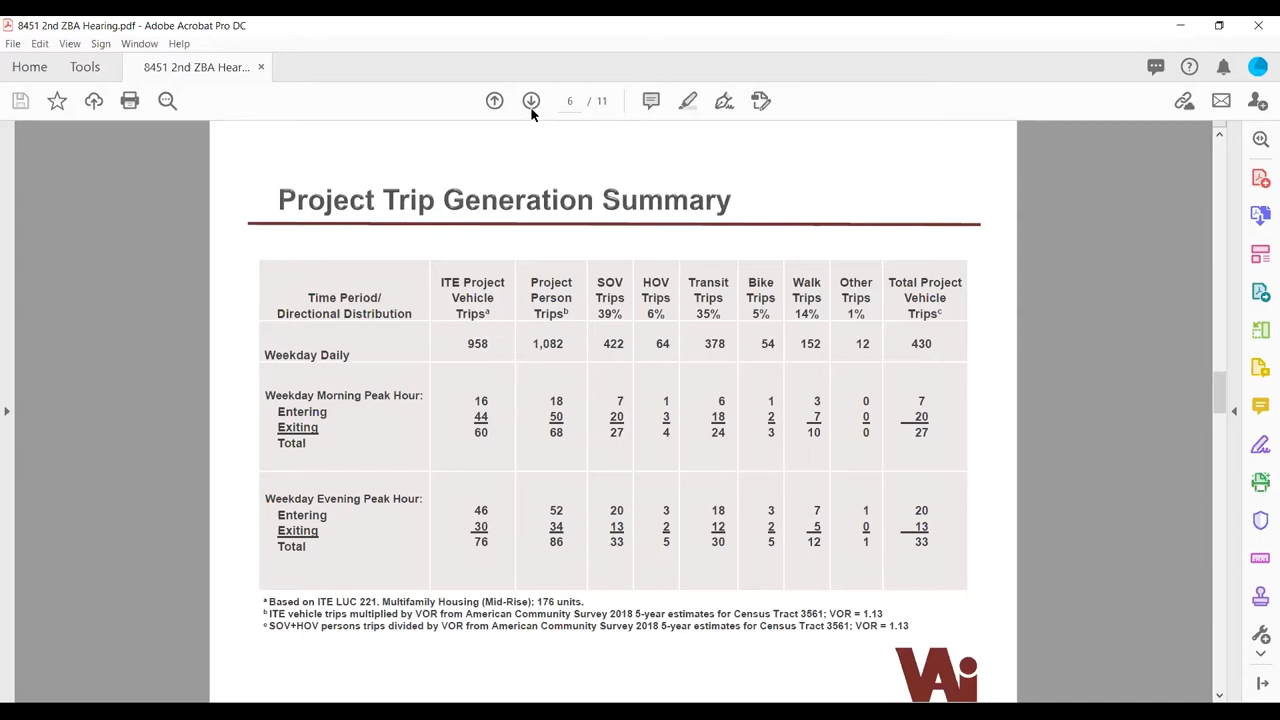 8451 2nd ZBA Hearing.pdf - Adobe Acrobat Pro DC
File Edit View Sign Window Help
Home Tools 8451 2nd ZBA Hear... ×
6 / 11
Project Trip Generation Summary
Time Period/
Directional Distribution
ITE Project
Vehicle
Tripsᵃ
Project
Person
Tripsᵇ
SOV
Trips
39%
HOV
Trips
6%
Transit
Trips
35%
Bike
Trips
5%
Walk
Trips
14%
Other
Trips
1%
Total Project
Vehicle
Tripsᶜ
Weekday Daily 958 1,082 422 64 378 54 152 12 430
Weekday Morning Peak Hour:
Entering 16 18 7 1 6 1 3 0 7
Exiting 44 50 20 3 18 2 7 0 20
Total 60 68 27 4 24 3 10 0 27
Weekday Evening Peak Hour:
Entering 46 52 20 3 18 3 7 1 20
Exiting 30 34 13 2 12 2 5 0 13
Total 76 86 33 5 30 5 12 1 33
ᵃ Based on ITE LUC 221, Multifamily Housing (Mid-Rise); 176 units.
ᵇ ITE vehicle trips multiplied by VOR from American Community Survey 2018 5-year estimates for Census Tract 3561; VOR = 1.13
ᶜ SOV+HOV persons trips divided by VOR from American Community Survey 2018 5-year estimates for Census Tract 3561; VOR = 1.13
VAi